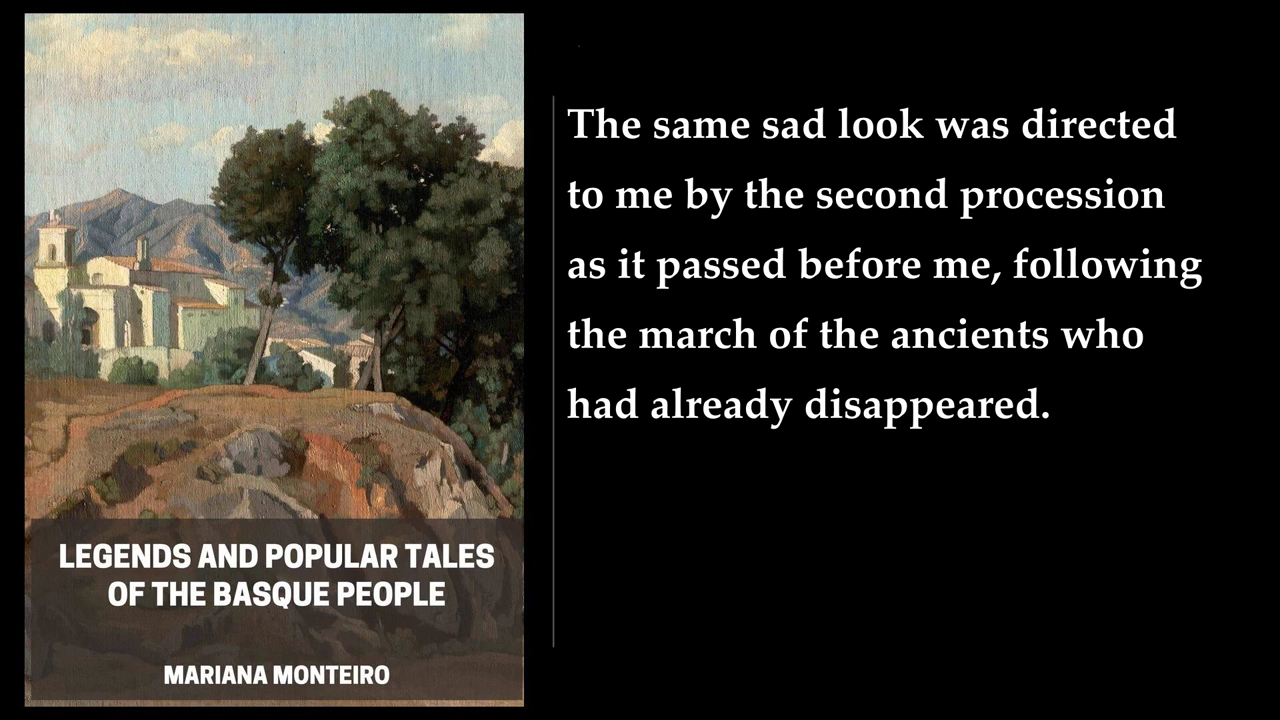 LEGENDS AND POPULAR TALES
OF THE BASQUE PEOPLE
MARIANA MONTEIRO
The same sad look was directed
to me by the second procession
as it passed before me, following
the march of the ancients who
had already disappeared.